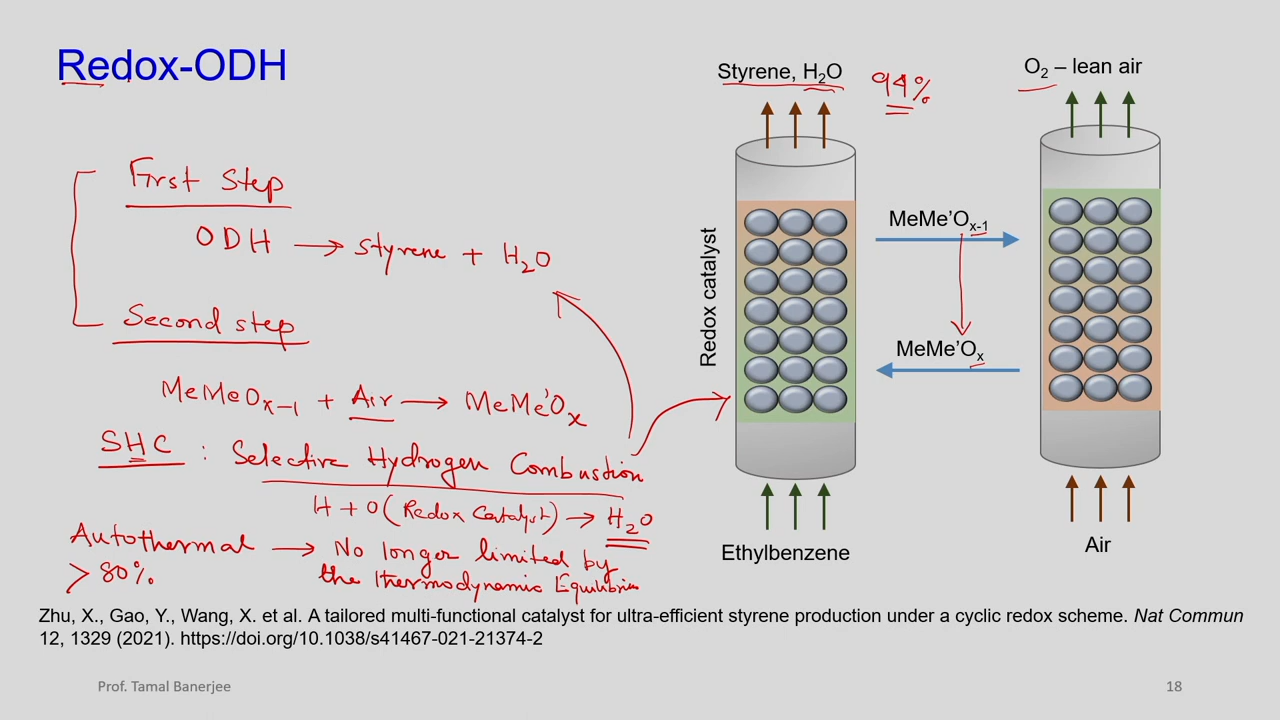 Redox-ODH
First Step
ODH → Styrene + H₂O
Second step
MeMeOₓ₋₁ + Air → MeMe'Oₓ
SHC : Selective Hydrogen Combustion
H + O (Redox Catalyst) → H₂O
Autothermal → No longer limited by
> 80% the thermodynamic Equilibrium
Styrene, H₂O 94%
Redox catalyst
Ethylbenzene
MeMe'Oₓ₋₁
MeMe'Oₓ
O₂ – lean air
Air
Zhu, X., Gao, Y., Wang, X. et al. A tailored multi-functional catalyst for ultra-efficient styrene production under a cyclic redox scheme. Nat Commun
12, 1329 (2021). https://doi.org/10.1038/s41467-021-21374-2
Prof. Tamal Banerjee
18